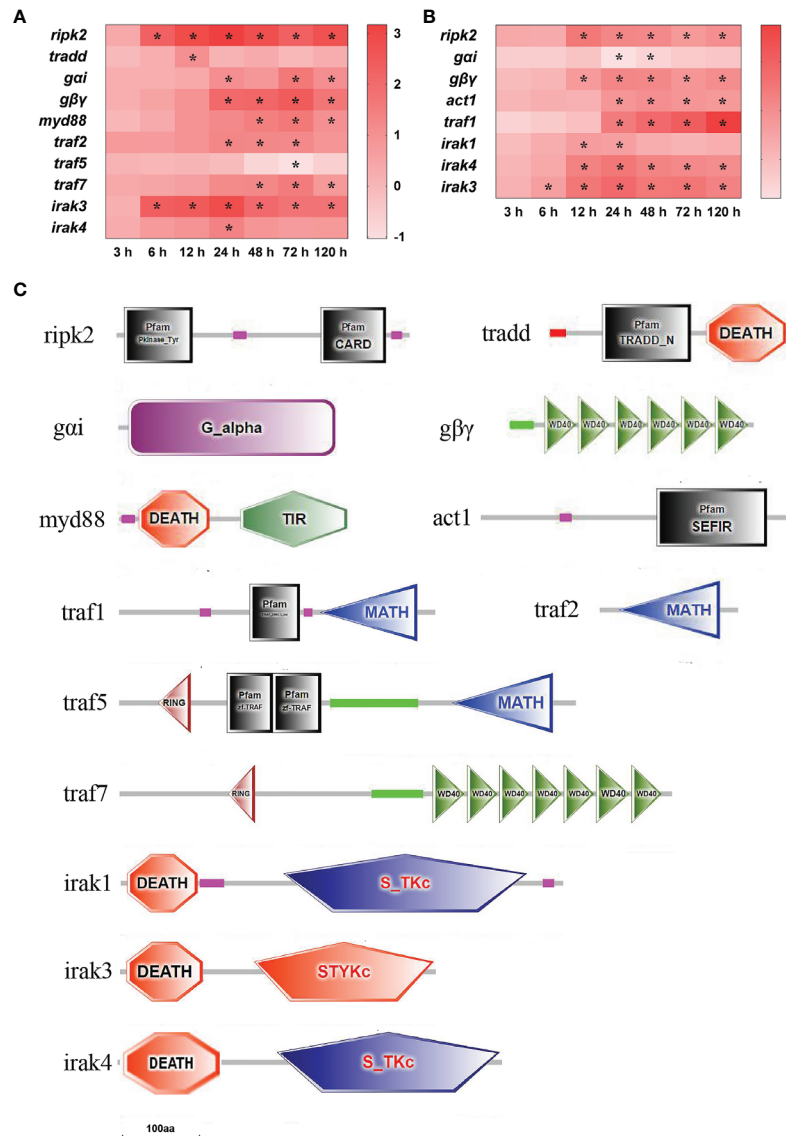 A
ripk2 * * * * * *
tradd *
gαi * * *
gβγ * * * *
myd88 * * *
traf2 * * *
traf5 *
traf7 * * *
irak3 * * * * * *
irak4 *
3 h 6 h 12 h 24 h 48 h 72 h 120 h
3
2
1
0
-1
B
ripk2 * * * * *
gαi * *
gβγ * * * * *
act1 * * * *
traf1 * * * *
irak1 * *
irak4 * * * * *
irak3 * * * * * *
3 h 6 h 12 h 24 h 48 h 72 h 120 h
C
ripk2
Pfam
Pkinase_Tyr
Pfam
CARD
tradd
Pfam
TRADD_N
DEATH
gαi
G_alpha
gβγ
WD40 WD40 WD40 WD40 WD40 WD40
myd88
DEATH
TIR
act1
Pfam
SEFIR
traf1
Pfam
MATH
traf2
MATH
traf5
RING
Pfam
zf-TRAF
Pfam
zf-TRAF
MATH
traf7
RING
WD40 WD40 WD40 WD40 WD40 WD40 WD40
irak1
DEATH
S_TKc
irak3
DEATH
STYKc
irak4
DEATH
S_TKc
100aa